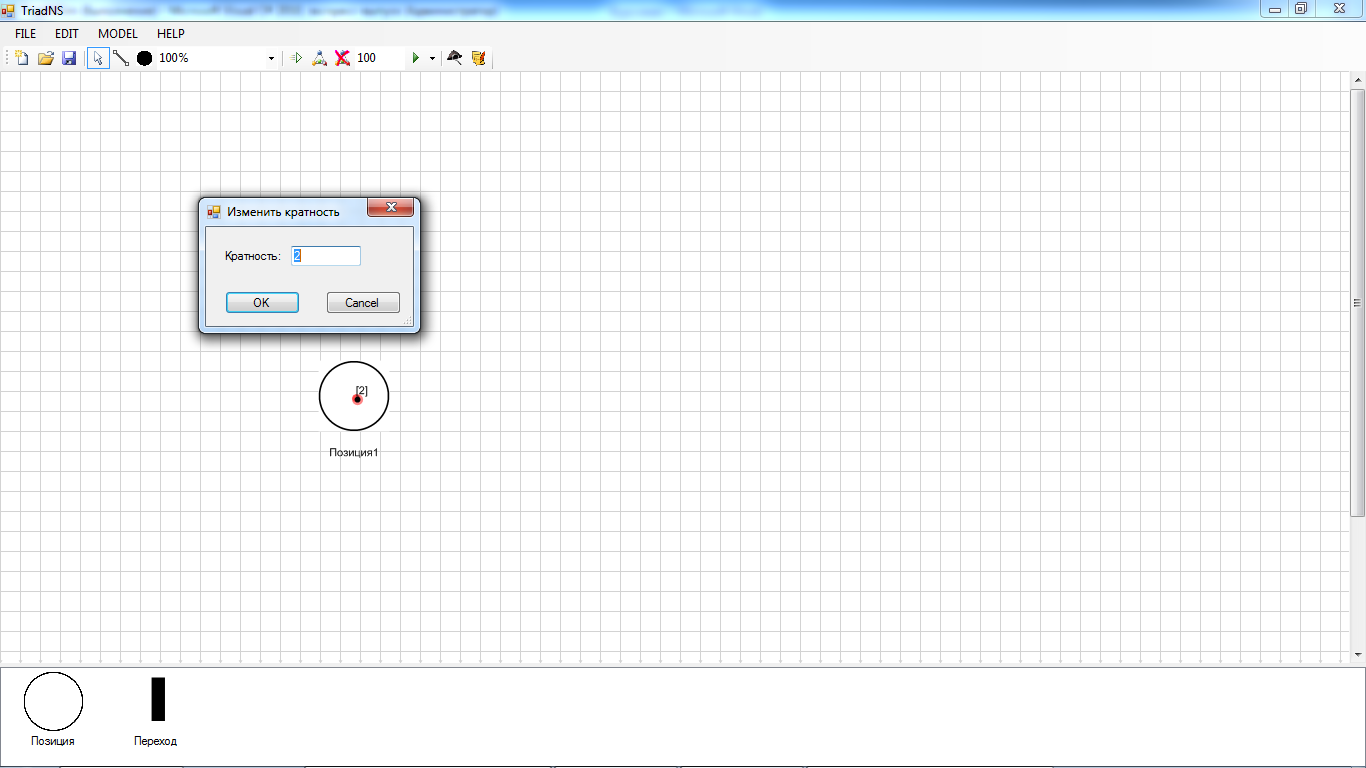 TriadNS
FILE EDIT MODEL HELP
100% 100
Изменить кратность
Кратность: 2
OK Cancel
[2]
Позиция1
Позиция Переход